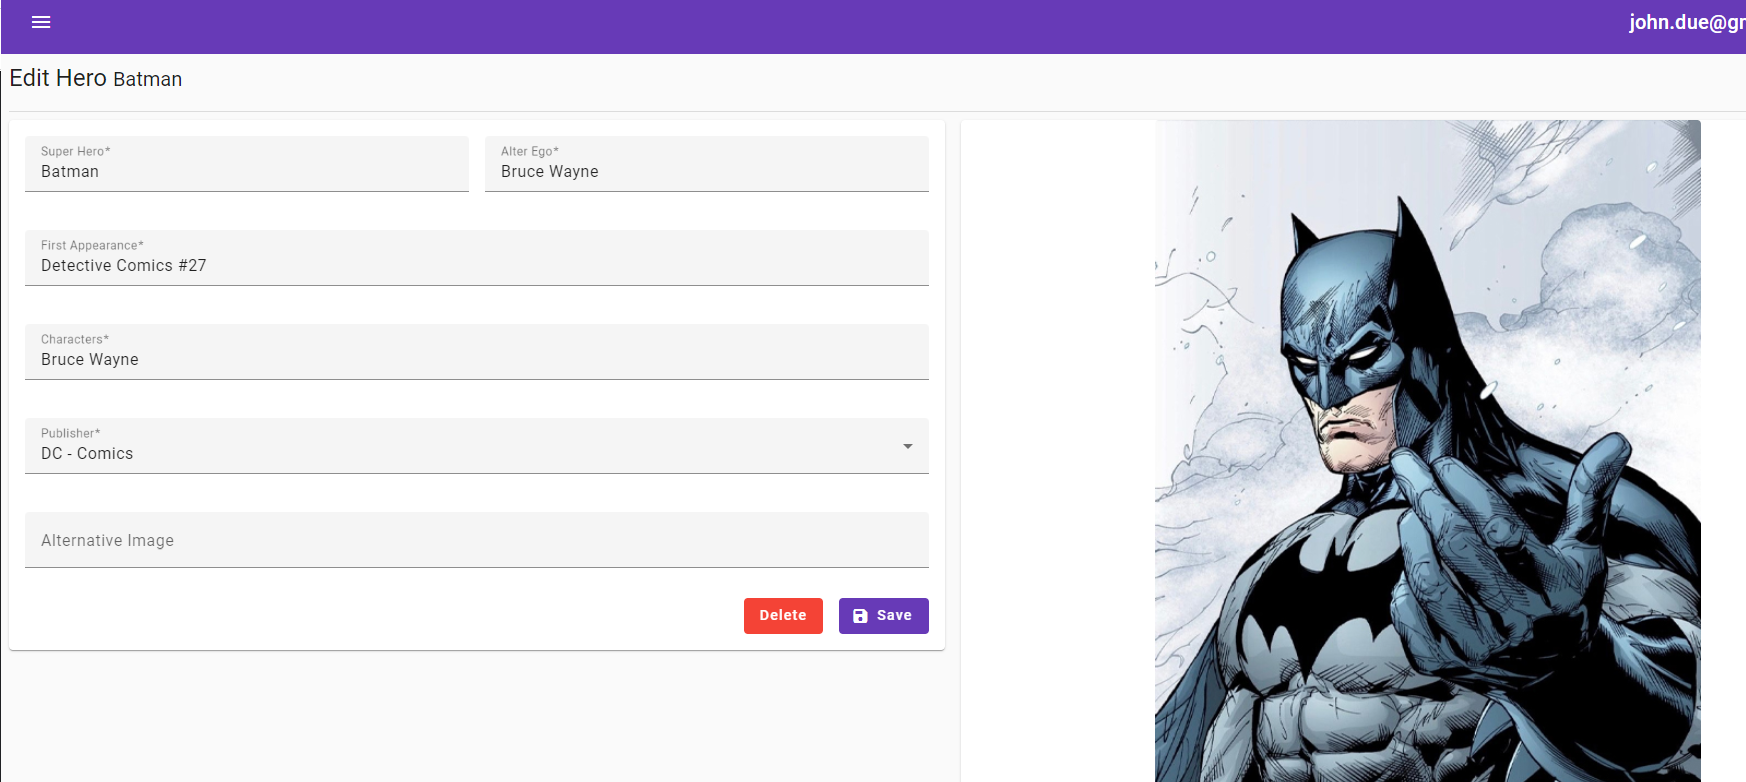 john.due@gr
Edit Hero Batman
Super Hero*
Batman
Alter Ego*
Bruce Wayne
First Appearance*
Detective Comics #27
Characters*
Bruce Wayne
Publisher*
DC - Comics
Alternative Image
Delete
Save